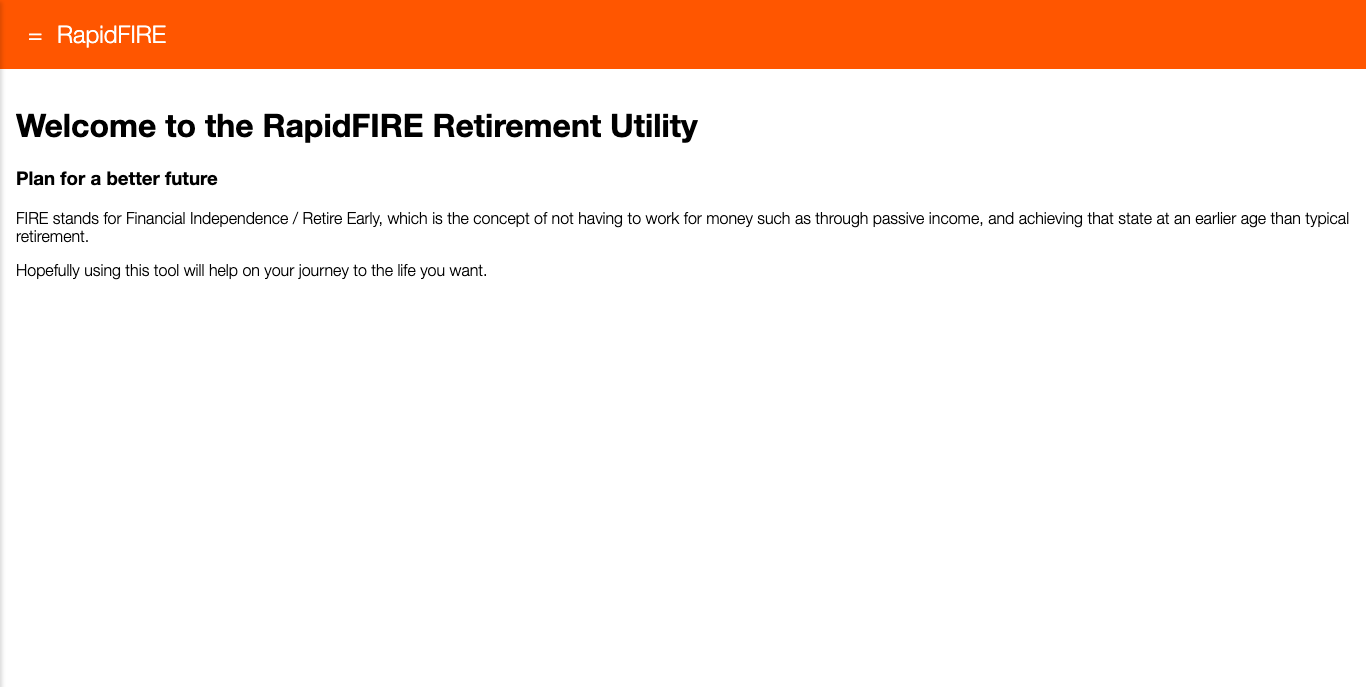 RapidFIRE
Welcome to the RapidFIRE Retirement Utility
Plan for a better future
FIRE stands for Financial Independence / Retire Early, which is the concept of not having to work for money such as through passive income, and achieving that state at an earlier age than typical
retirement.
Hopefully using this tool will help on your journey to the life you want.